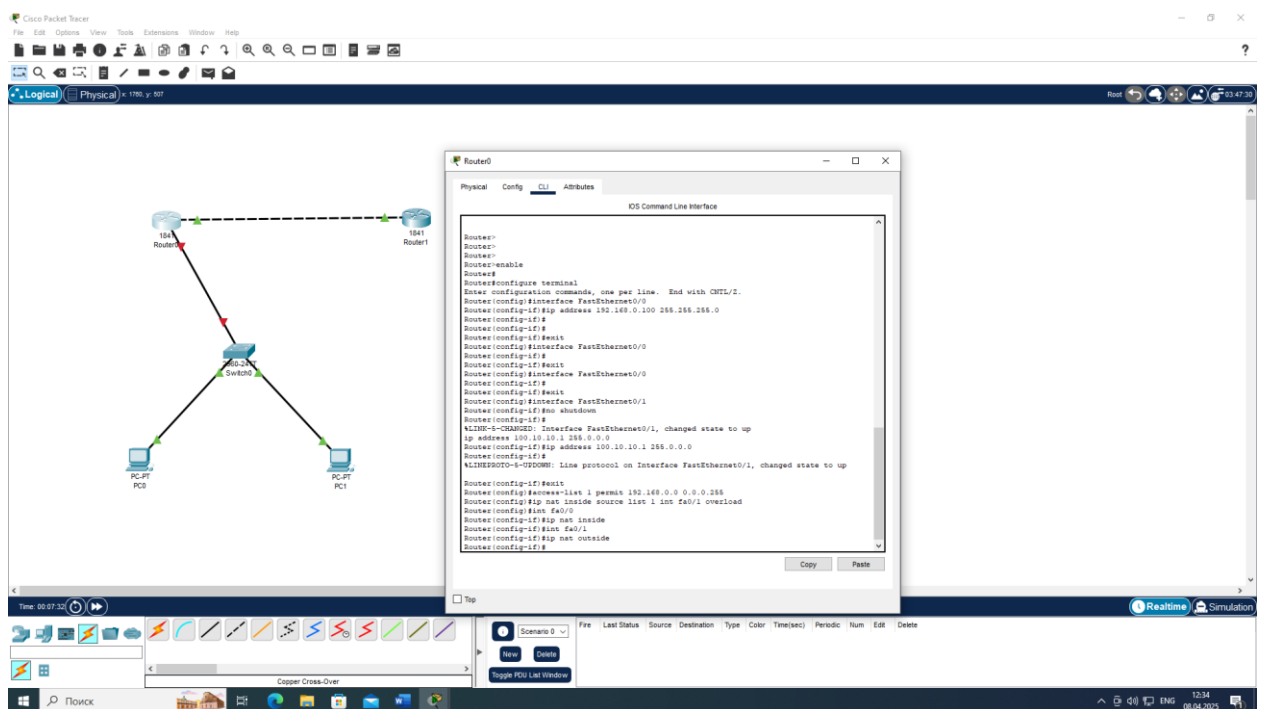 Cisco Packet Tracer
File Edit Options View Tools Extensions Window Help
?
Logical Physical x: 1760, y: 507 Root 03:47:30
1841
Router0
1841
Router1
2960-24TT
Switch0
PC-PT
PC0
PC-PT
PC1
Router0
Physical Config CLI Attributes
IOS Command Line Interface
Router>
Router>
Router>
Router>enable
Router#
Router#configure terminal
Enter configuration commands, one per line. End with CNTL/Z.
Router(config)#interface FastEthernet0/0
Router(config-if)#ip address 192.168.0.100 255.255.255.0
Router(config-if)#
Router(config-if)#
Router(config-if)#exit
Router(config)#interface FastEthernet0/0
Router(config-if)#
Router(config-if)#exit
Router(config)#interface FastEthernet0/0
Router(config-if)#
Router(config-if)#exit
Router(config)#interface FastEthernet0/1
Router(config-if)#no shutdown
Router(config-if)#
%LINK-5-CHANGED: Interface FastEthernet0/1, changed state to up
ip address 100.10.10.1 255.0.0.0
Router(config-if)#ip address 100.10.10.1 255.0.0.0
Router(config-if)#
%LINEPROTO-5-UPDOWN: Line protocol on Interface FastEthernet0/1, changed state to up
Router(config-if)#exit
Router(config)#access-list 1 permit 192.168.0.0 0.0.0.255
Router(config)#ip nat inside source list 1 int fa0/1 overload
Router(config)#int fa0/0
Router(config-if)#ip nat inside
Router(config-if)#int fa0/1
Router(config-if)#ip nat outside
Router(config-if)#
Copy Paste
Top
Time: 00:07:32 Realtime Simulation
Scenario 0
New Delete
Toggle PDU List Window
Fire Last Status Source Destination Type Color Time(sec) Periodic Num Edit Delete
Copper Cross-Over
Поиск
ENG 12:34
08.04.2025